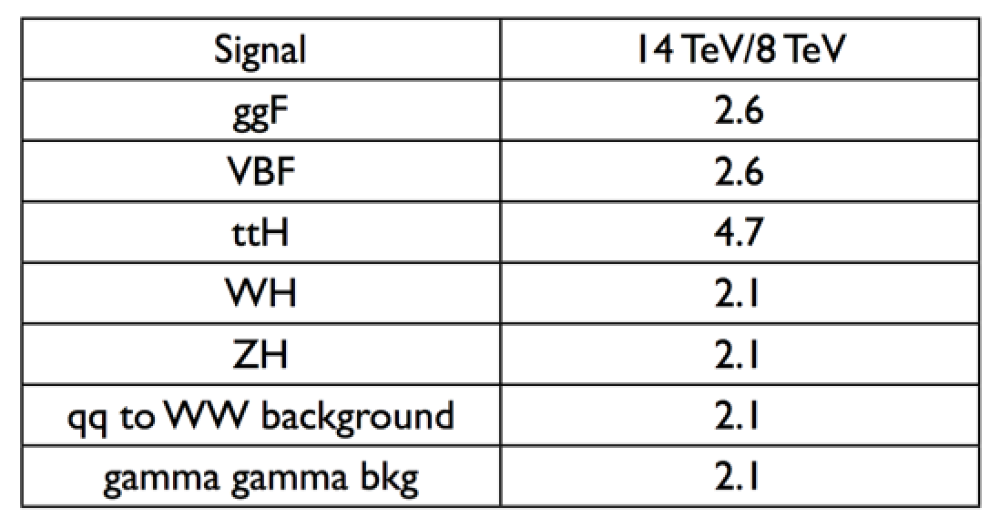 Signal 14 TeV/8 TeV
ggF 2.6
VBF 2.6
ttH 4.7
WH 2.1
ZH 2.1
qq to WW background 2.1
gamma gamma bkg 2.1